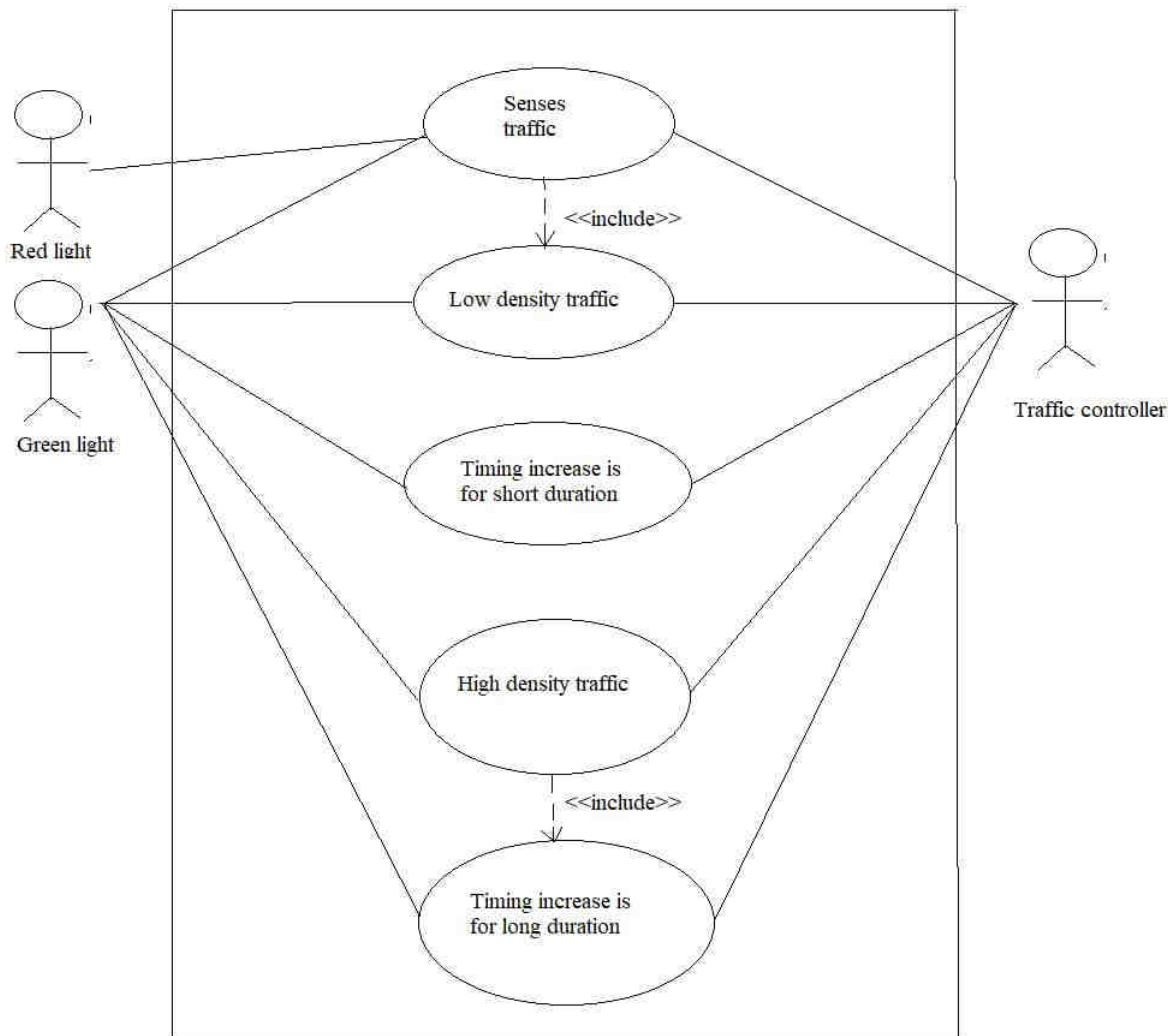 Senses
traffic
<<include>>
Red light
Low density traffic
Green light
Traffic controller
Timing increase is
for short duration
High density traffic
<<include>>
Timing increase is
for long duration